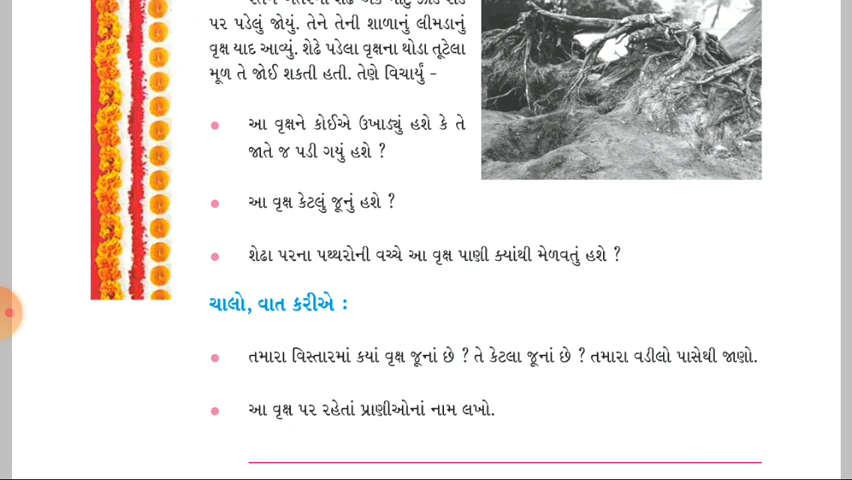 પર પડેલું જોયું. તેને તેની શાળાનું લીમડાનું
વૃક્ષ યાદ આવ્યું. શેઢે પડેલા વૃક્ષના થોડા તૂટેલા
મૂળ તે જોઈ શકતી હતી. તેણે વિચાર્યું -
• આ વૃક્ષને કોઈએ ઉખાડ્યું હશે કે તે
જાતે જ પડી ગયું હશે ?
• આ વૃક્ષ કેટલું જૂનું હશે ?
• શેઢા પરના પથ્થરોની વચ્ચે આ વૃક્ષ પાણી ક્યાંથી મેળવતું હશે ?
ચાલો, વાત કરીએ :
• તમારા વિસ્તારમાં કયાં વૃક્ષ જૂનાં છે ? તે કેટલા જૂનાં છે ? તમારા વડીલો પાસેથી જાણો.
• આ વૃક્ષ પર રહેતાં પ્રાણીઓનાં નામ લખો.